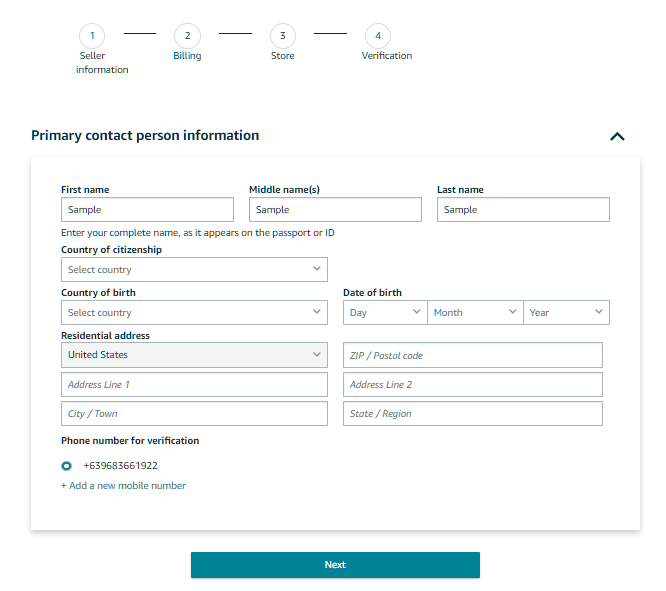 1 2 3 4
Seller Billing Store Verification
information
Primary contact person information
First name Middle name(s) Last name
Sample Sample Sample
Enter your complete name, as it appears on the passport or ID
Country of citizenship
Select country
Country of birth Date of birth
Select country Day Month Year
Residential address
United States ZIP / Postal code
Address Line 1 Address Line 2
City / Town State / Region
Phone number for verification
+639683661922
+ Add a new mobile number
Next